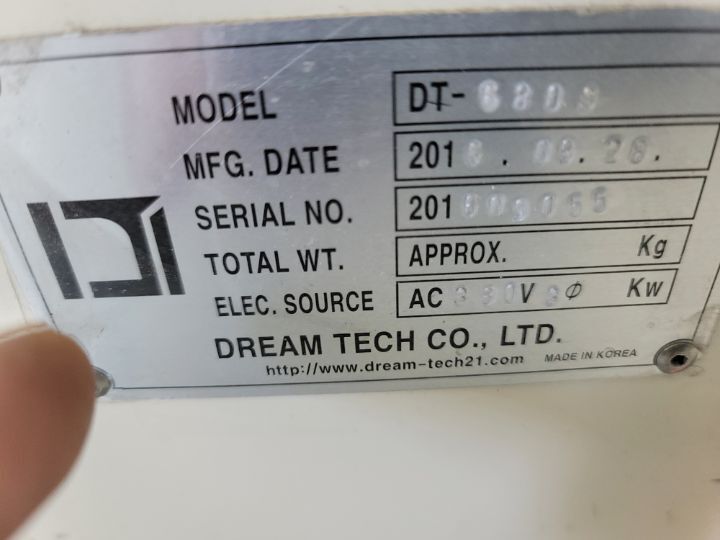 MODEL DT-
MFG. DATE 201
SERIAL NO. 201
TOTAL WT. APPROX. Kg
ELEC. SOURCE AC V Φ Kw
DREAM TECH CO., LTD.
http://www.dream-tech21.com MADE IN KOREA